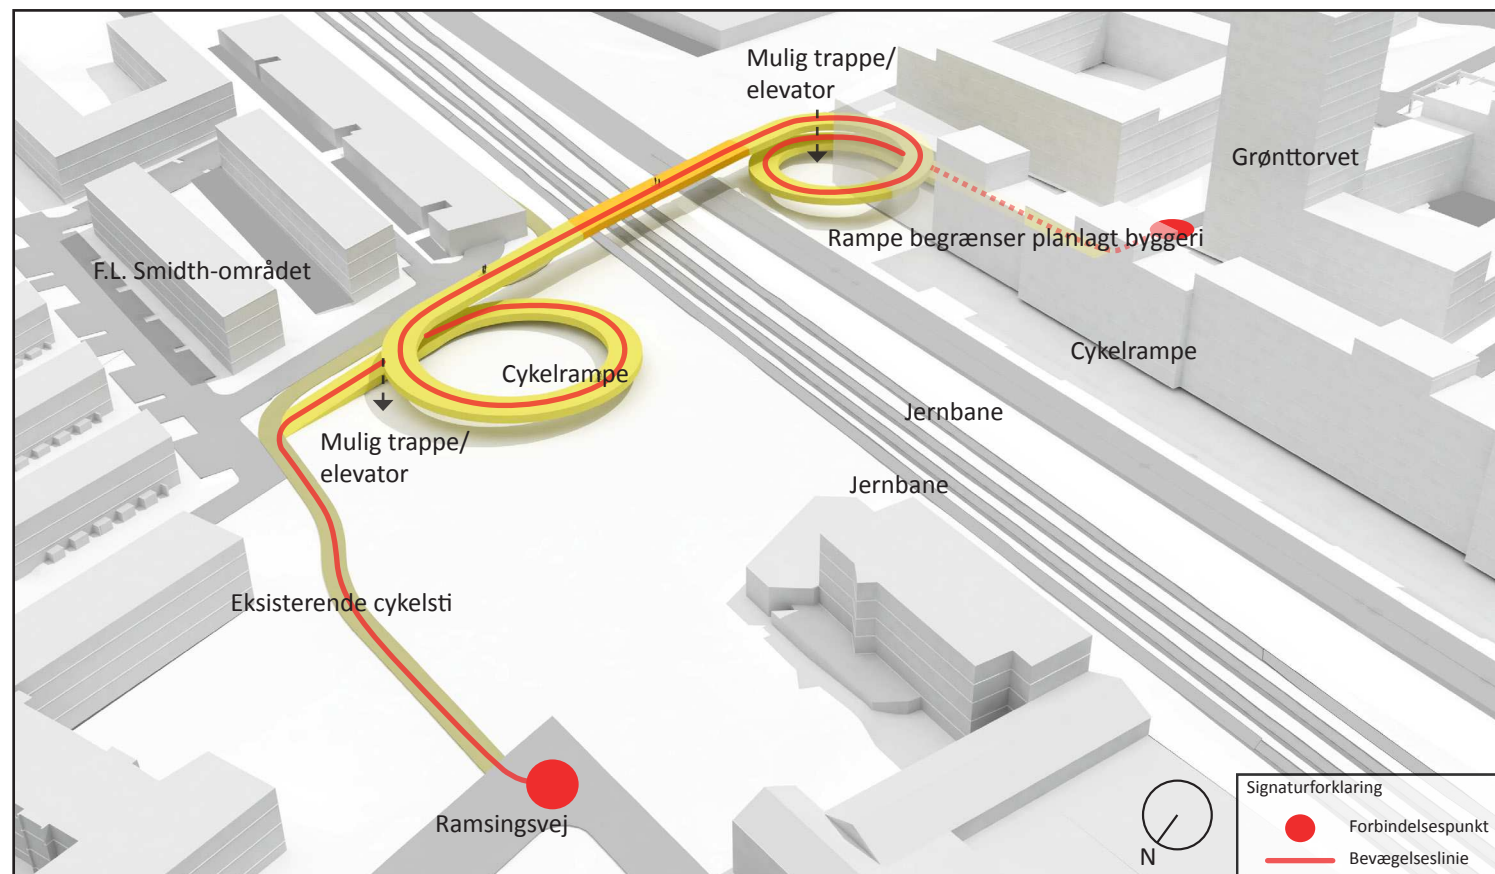 Mulig trappe/
elevator
Grønttorvet
Rampe begrænser planlagt byggeri
F.L. Smidth-området
Cykelrampe
Cykelrampe
Jernbane
Mulig trappe/
elevator
Jernbane
Eksisterende cykelsti
Ramsingsvej
N
Signaturforklaring
Forbindelsespunkt
Bevægelseslinie